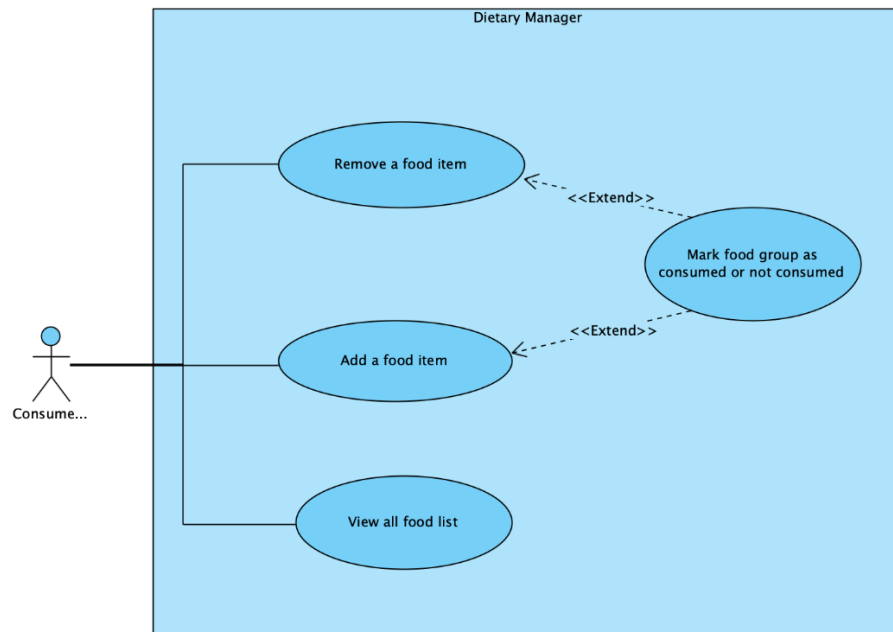 Dietary Manager
Remove a food item
<<Extend>>
Mark food group as
consumed or not consumed
<<Extend>>
Add a food item
Consume...
View all food list